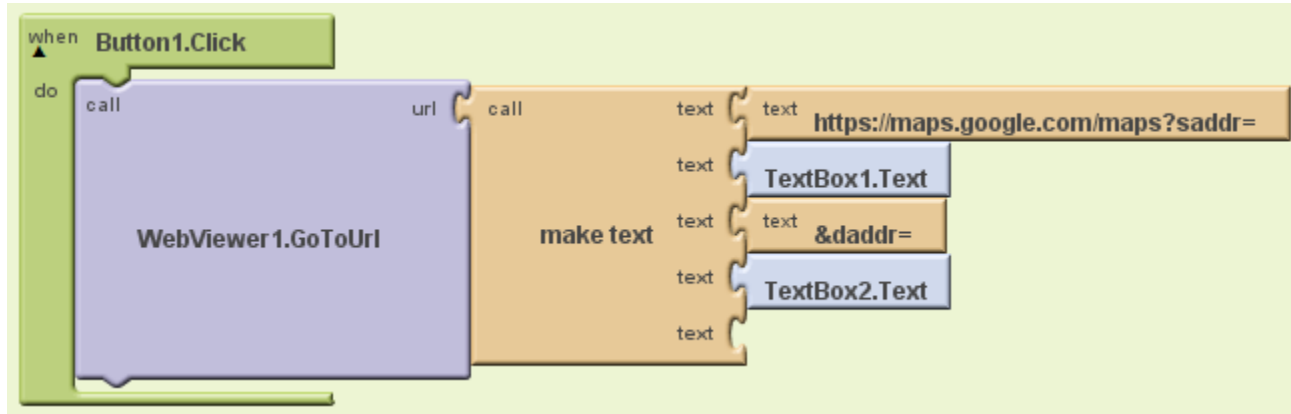 when Button1.Click
do
call url call text text https://maps.google.com/maps?saddr=
text TextBox1.Text
WebViewer1.GoToUrl make text text text &daddr=
text TextBox2.Text
text